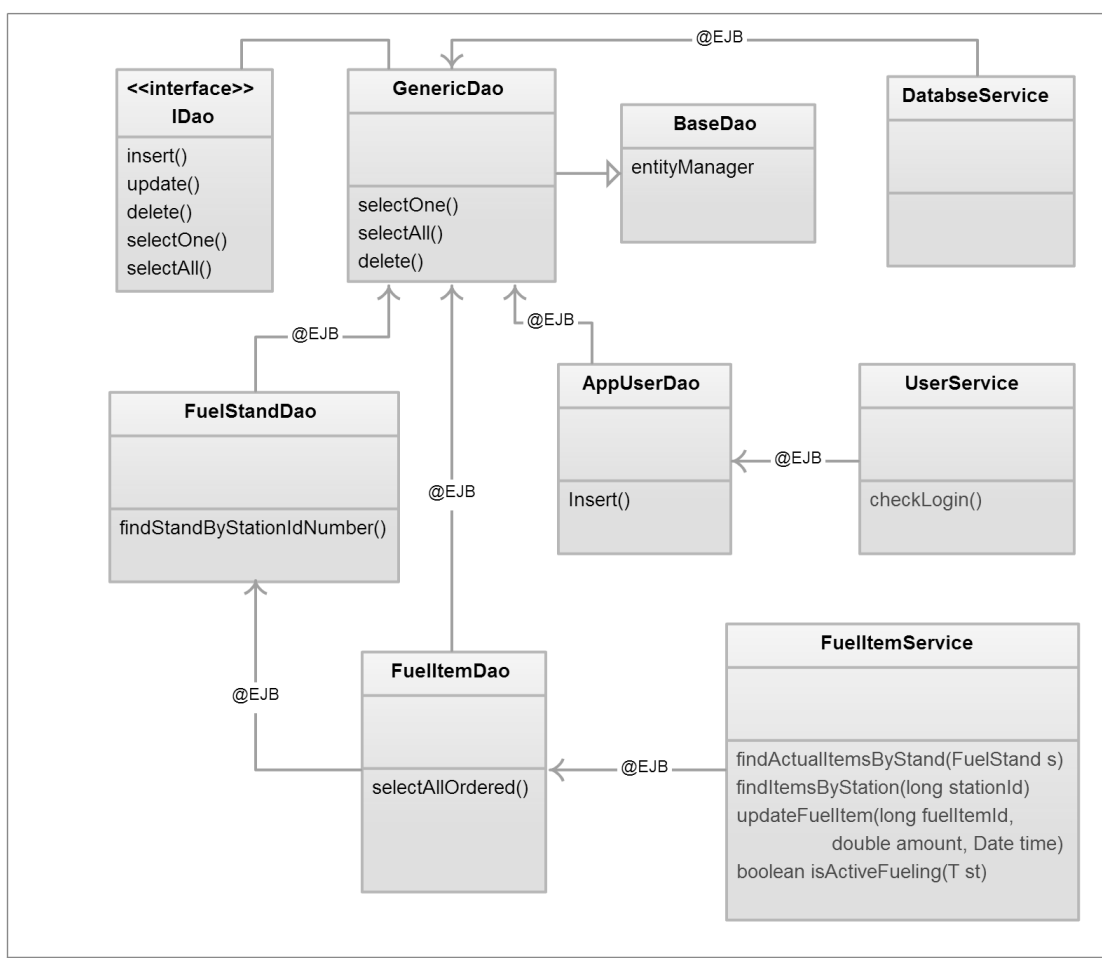 @EJB
<<interface>>
IDao
insert()
update()
delete()
selectOne()
selectAll()
GenericDao
selectOne()
selectAll()
delete()
BaseDao
entityManager
DatabseService
@EJB
@EJB
@EJB
FuelStandDao
findStandByStationIdNumber()
AppUserDao
Insert()
@EJB
UserService
checkLogin()
@EJB
FuelItemDao
selectAllOrdered()
@EJB
FuelItemService
findActualItemsByStand(FuelStand s)
findItemsByStation(long stationId)
updateFuelItem(long fuelItemId,
double amount, Date time)
boolean isActiveFueling(T st)